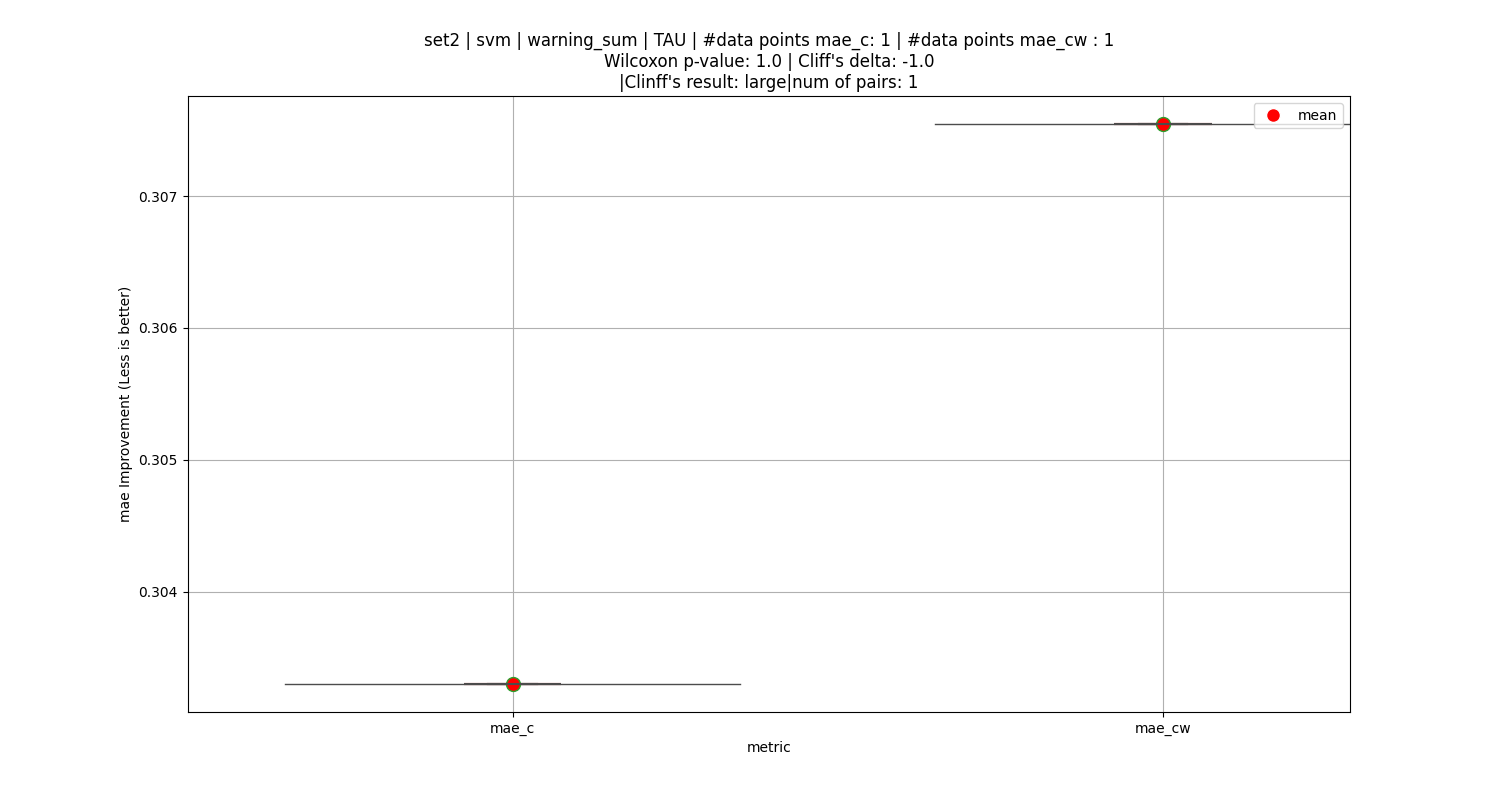 set2 | svm | warning_sum | TAU | #data points mae_c: 1 | #data points mae_cw : 1
Wilcoxon p-value: 1.0 | Cliff's delta: -1.0
|Clinff's result: large|num of pairs: 1
mean
mae Improvement (Less is better)
0.307
0.306
0.305
0.304
mae_c
mae_cw
metric